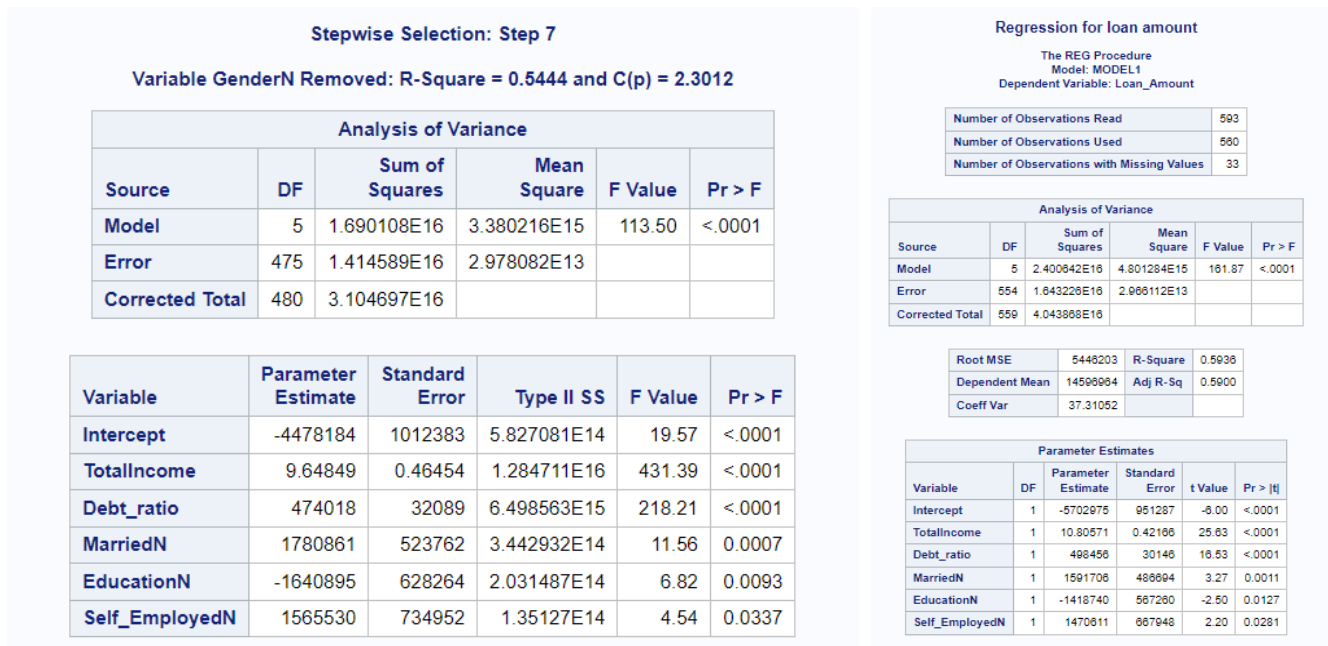 Stepwise Selection: Step 7
Variable GenderN Removed: R-Square = 0.5444 and C(p) = 2.3012
Analysis of Variance
Source DF Sum of Squares Mean Square F Value Pr > F
Model 5 1.690108E16 3.380216E15 113.50 <.0001
Error 475 1.414589E16 2.978082E13
Corrected Total 480 3.104697E16
Variable Parameter Estimate Standard Error Type II SS F Value Pr > F
Intercept -4478184 1012383 5.827081E14 19.57 <.0001
TotalIncome 9.64849 0.46454 1.284711E16 431.39 <.0001
Debt_ratio 474018 32089 6.498563E15 218.21 <.0001
MarriedN 1780861 523762 3.442932E14 11.56 0.0007
EducationN -1640895 628264 2.031487E14 6.82 0.0093
Self_EmployedN 1565530 734952 1.35127E14 4.54 0.0337
Regression for loan amount
The REG Procedure
Model: MODEL1
Dependent Variable: Loan_Amount
Number of Observations Read 593
Number of Observations Used 560
Number of Observations with Missing Values 33
Analysis of Variance
Source DF Sum of Squares Mean Square F Value Pr > F
Model 5 2.400642E16 4.801284E15 161.87 <.0001
Error 554 1.643226E16 2.966112E13
Corrected Total 559 4.043868E16
Root MSE 5446203 R-Square 0.5936
Dependent Mean 14596964 Adj R-Sq 0.5900
Coeff Var 37.31052
Parameter Estimates
Variable DF Parameter Estimate Standard Error t Value Pr > |t|
Intercept 1 -5702975 951287 -6.00 <.0001
TotalIncome 1 10.80571 0.42166 25.63 <.0001
Debt_ratio 1 498456 30146 16.53 <.0001
MarriedN 1 1591706 486694 3.27 0.0011
EducationN 1 -1418740 567260 -2.50 0.0127
Self_EmployedN 1 1470611 667948 2.20 0.0281